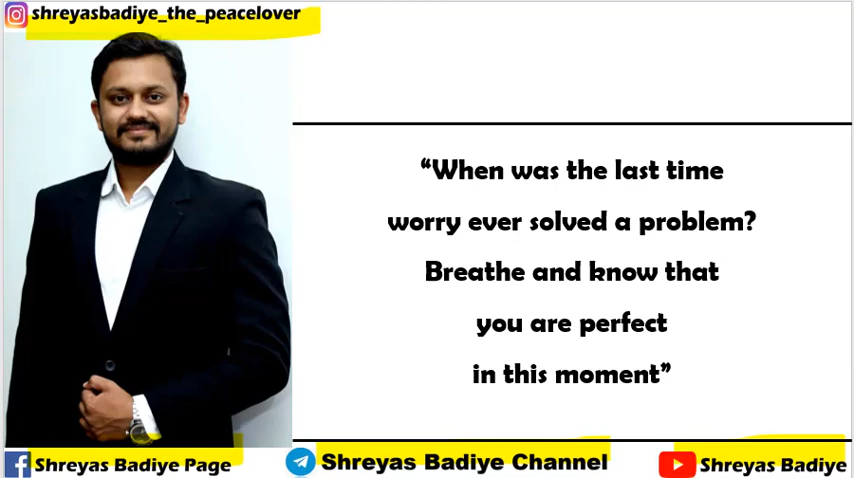 shreyasbadiye_the_peacelover
“When was the last time
worry ever solved a problem?
Breathe and know that
you are perfect
in this moment”
Shreyas Badiye Page
Shreyas Badiye Channel
Shreyas Badiye